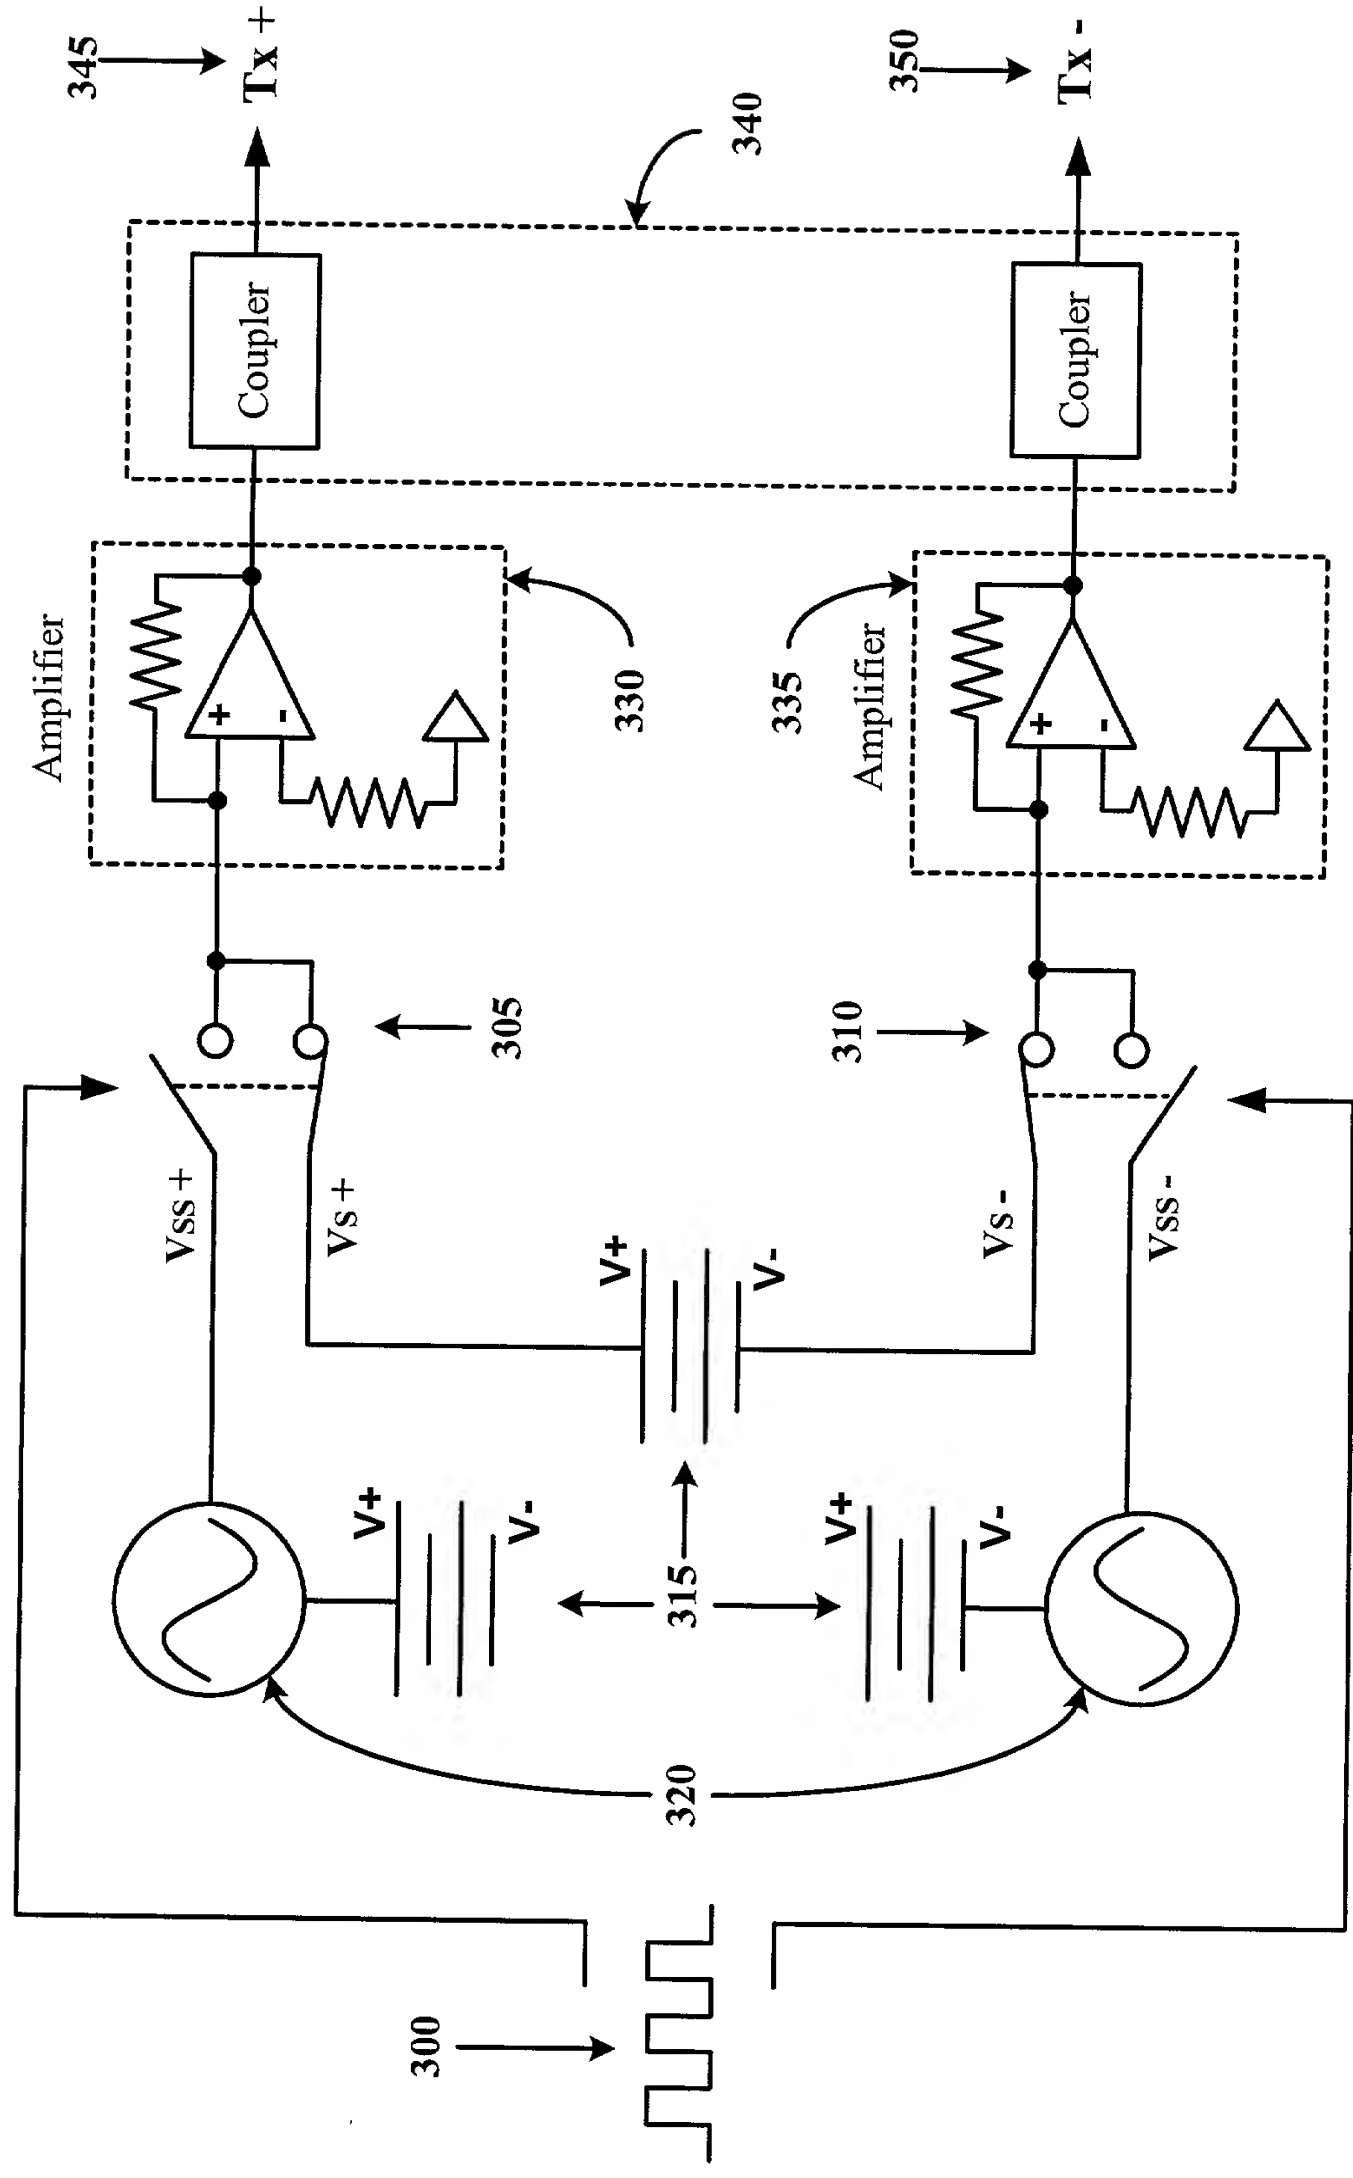 345
Tx +
350
Tx -
340
Coupler
Coupler
Amplifier
+
-
330
335
Amplifier
+
-
305
310
Vss +
Vs +
V+
V-
Vs -
Vss -
V+
V-
315
V+
V-
320
300